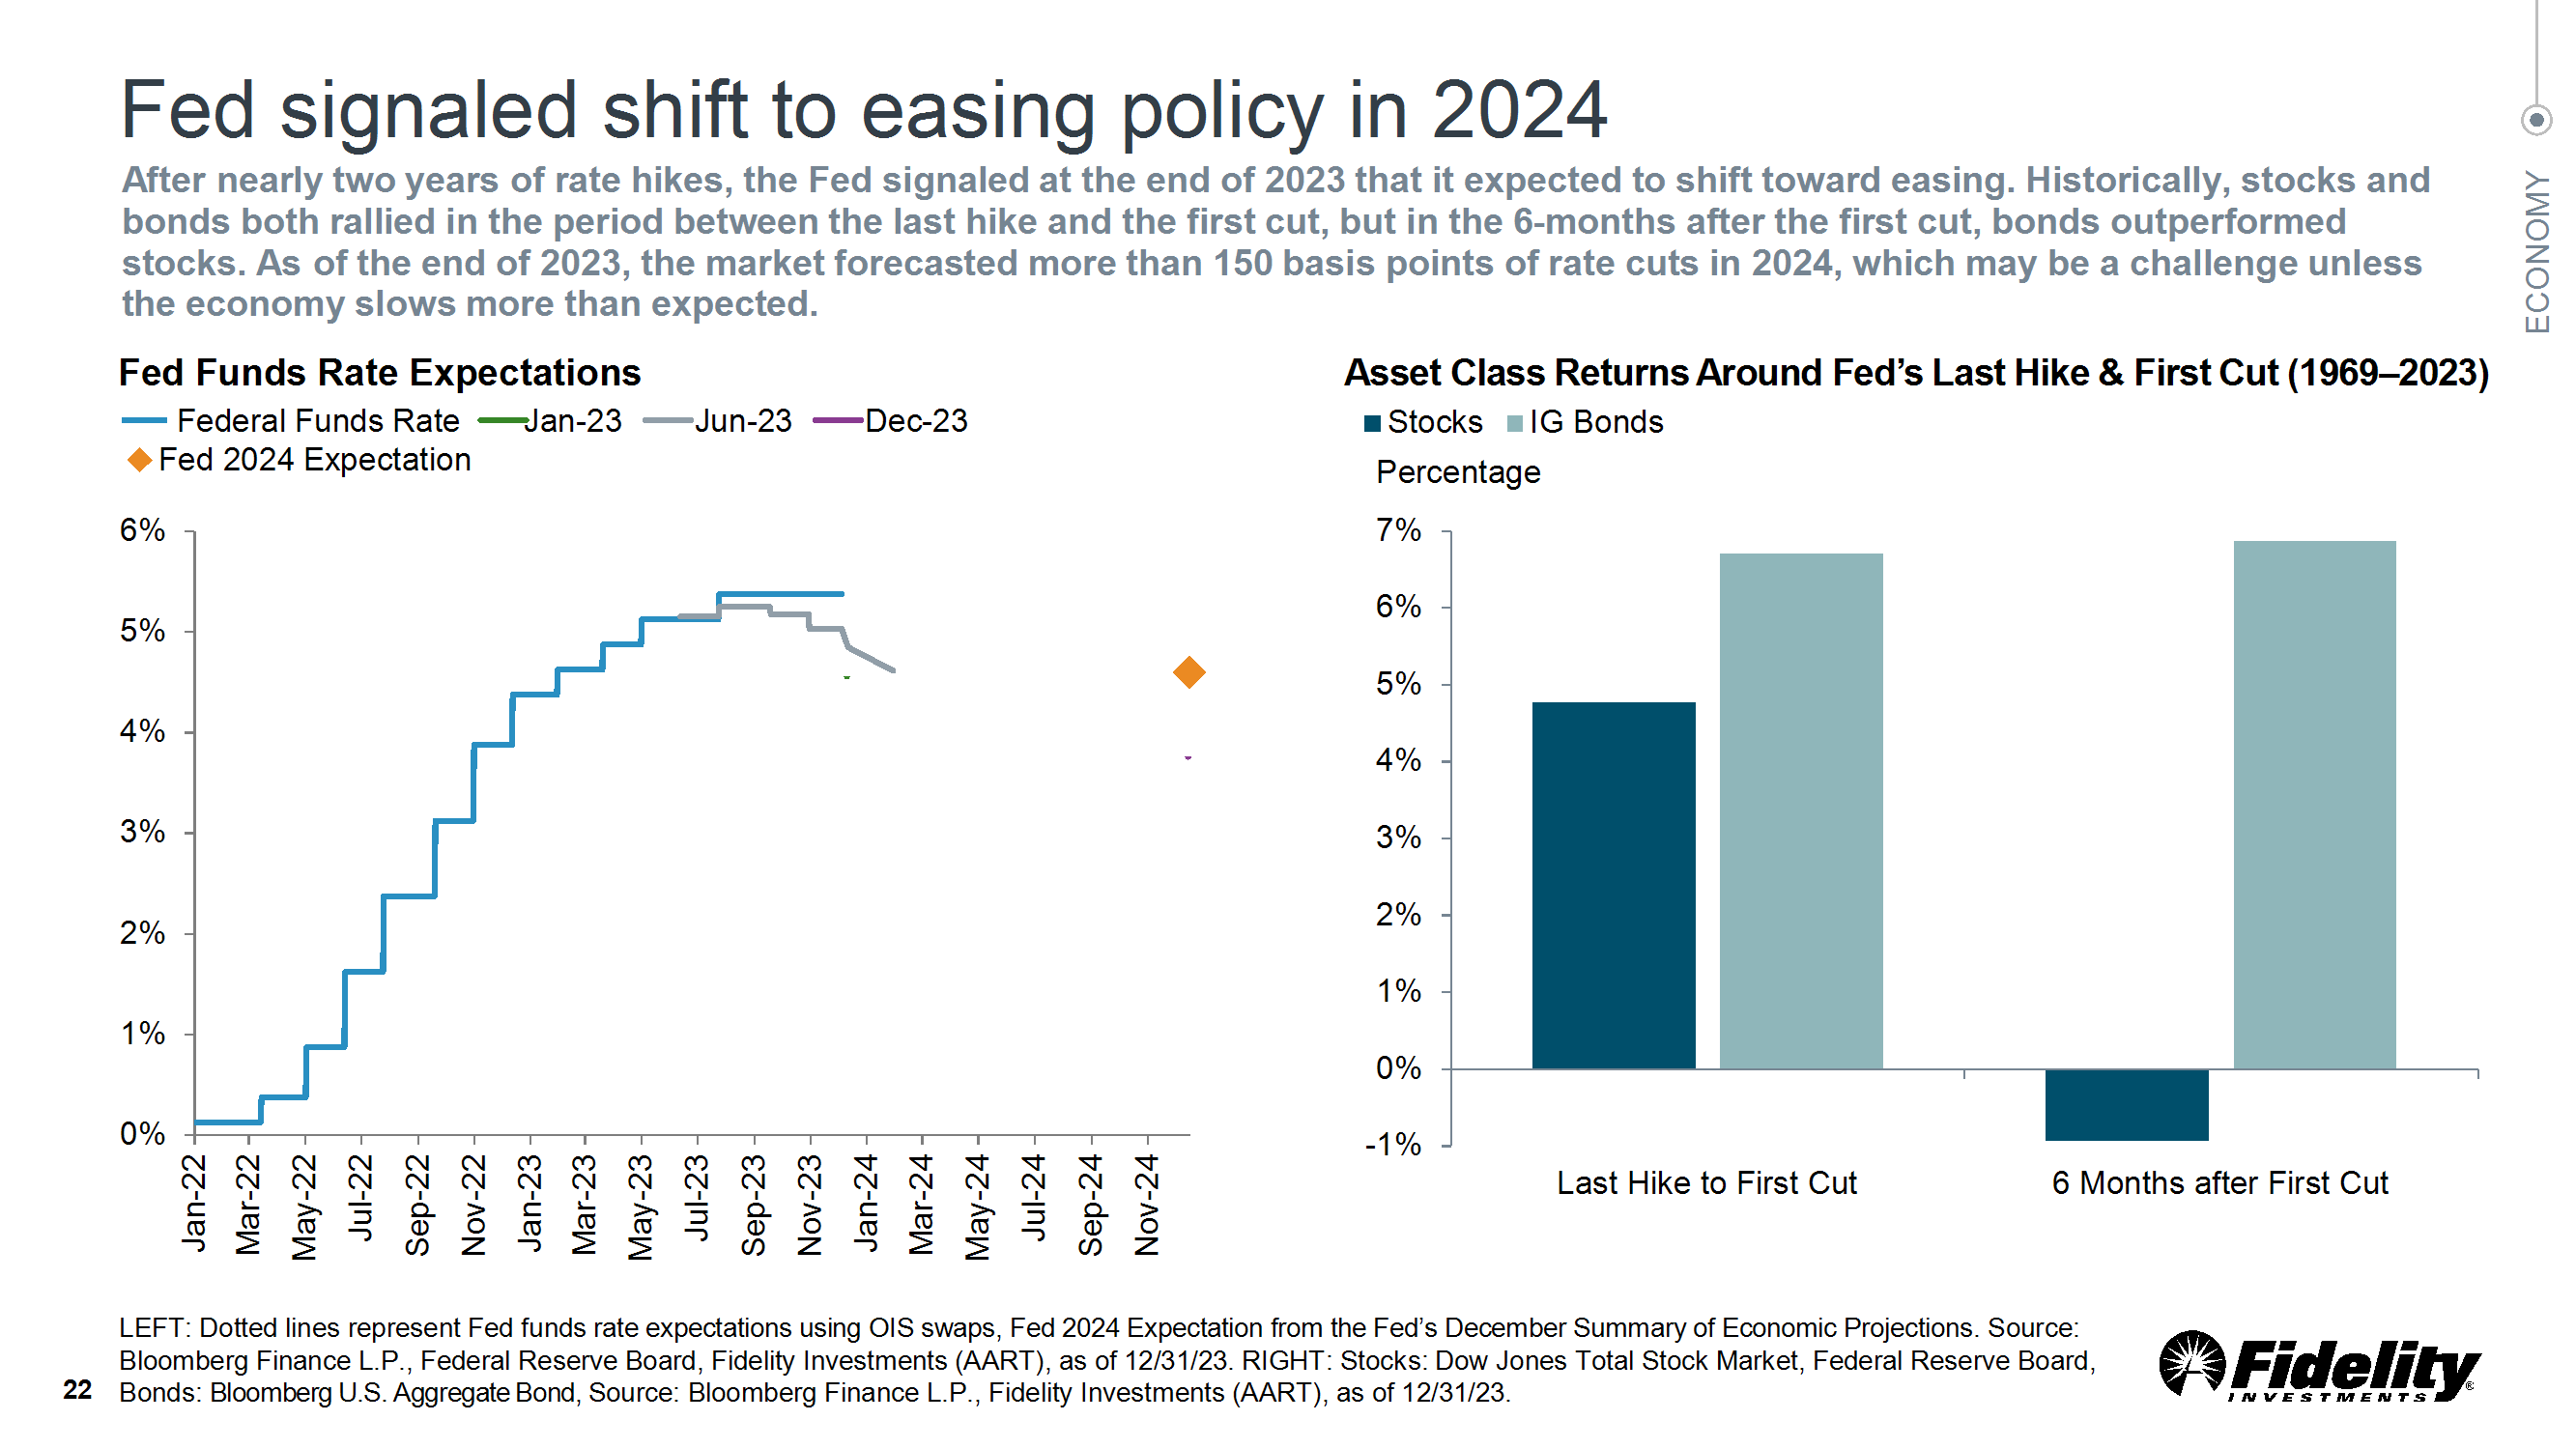 Fed signaled shift to easing policy in 2024
After nearly two years of rate hikes, the Fed signaled at the end of 2023 that it expected to shift toward easing. Historically, stocks and
bonds both rallied in the period between the last hike and the first cut, but in the 6-months after the first cut, bonds outperformed
stocks. As of the end of 2023, the market forecasted more than 150 basis points of rate cuts in 2024, which may be a challenge unless
the economy slows more than expected.
ECONOMY
Fed Funds Rate Expectations
Federal Funds Rate Jan-23 Jun-23 Dec-23
Fed 2024 Expectation
6%
5%
4%
3%
2%
1%
0%
Jan-22
Mar-22
May-22
Jul-22
Sep-22
Nov-22
Jan-23
Mar-23
May-23
Jul-23
Sep-23
Nov-23
Jan-24
Mar-24
May-24
Jul-24
Sep-24
Nov-24
Asset Class Returns Around Fed’s Last Hike & First Cut (1969–2023)
Stocks IG Bonds
Percentage
7%
6%
5%
4%
3%
2%
1%
0%
-1%
Last Hike to First Cut
6 Months after First Cut
LEFT: Dotted lines represent Fed funds rate expectations using OIS swaps, Fed 2024 Expectation from the Fed’s December Summary of Economic Projections. Source:
Bloomberg Finance L.P., Federal Reserve Board, Fidelity Investments (AART), as of 12/31/23. RIGHT: Stocks: Dow Jones Total Stock Market, Federal Reserve Board,
Bonds: Bloomberg U.S. Aggregate Bond, Source: Bloomberg Finance L.P., Fidelity Investments (AART), as of 12/31/23.
22
Fidelity
INVESTMENTS®